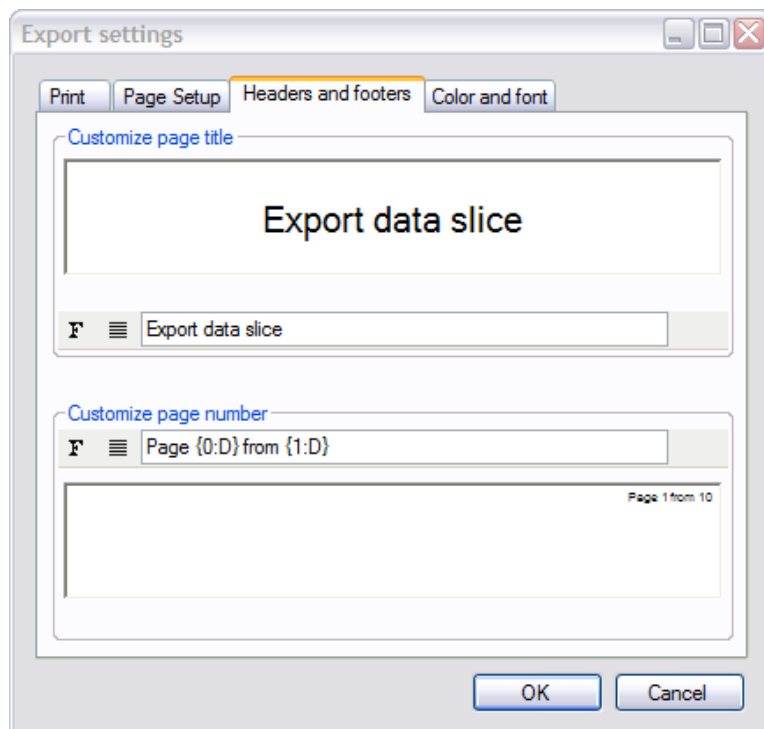 Export settings
Print Page Setup Headers and footers Color and font
Customize page title
Export data slice
F Export data slice
Customize page number
F Page {0:D} from {1:D}
Page 1 from 10
OK Cancel